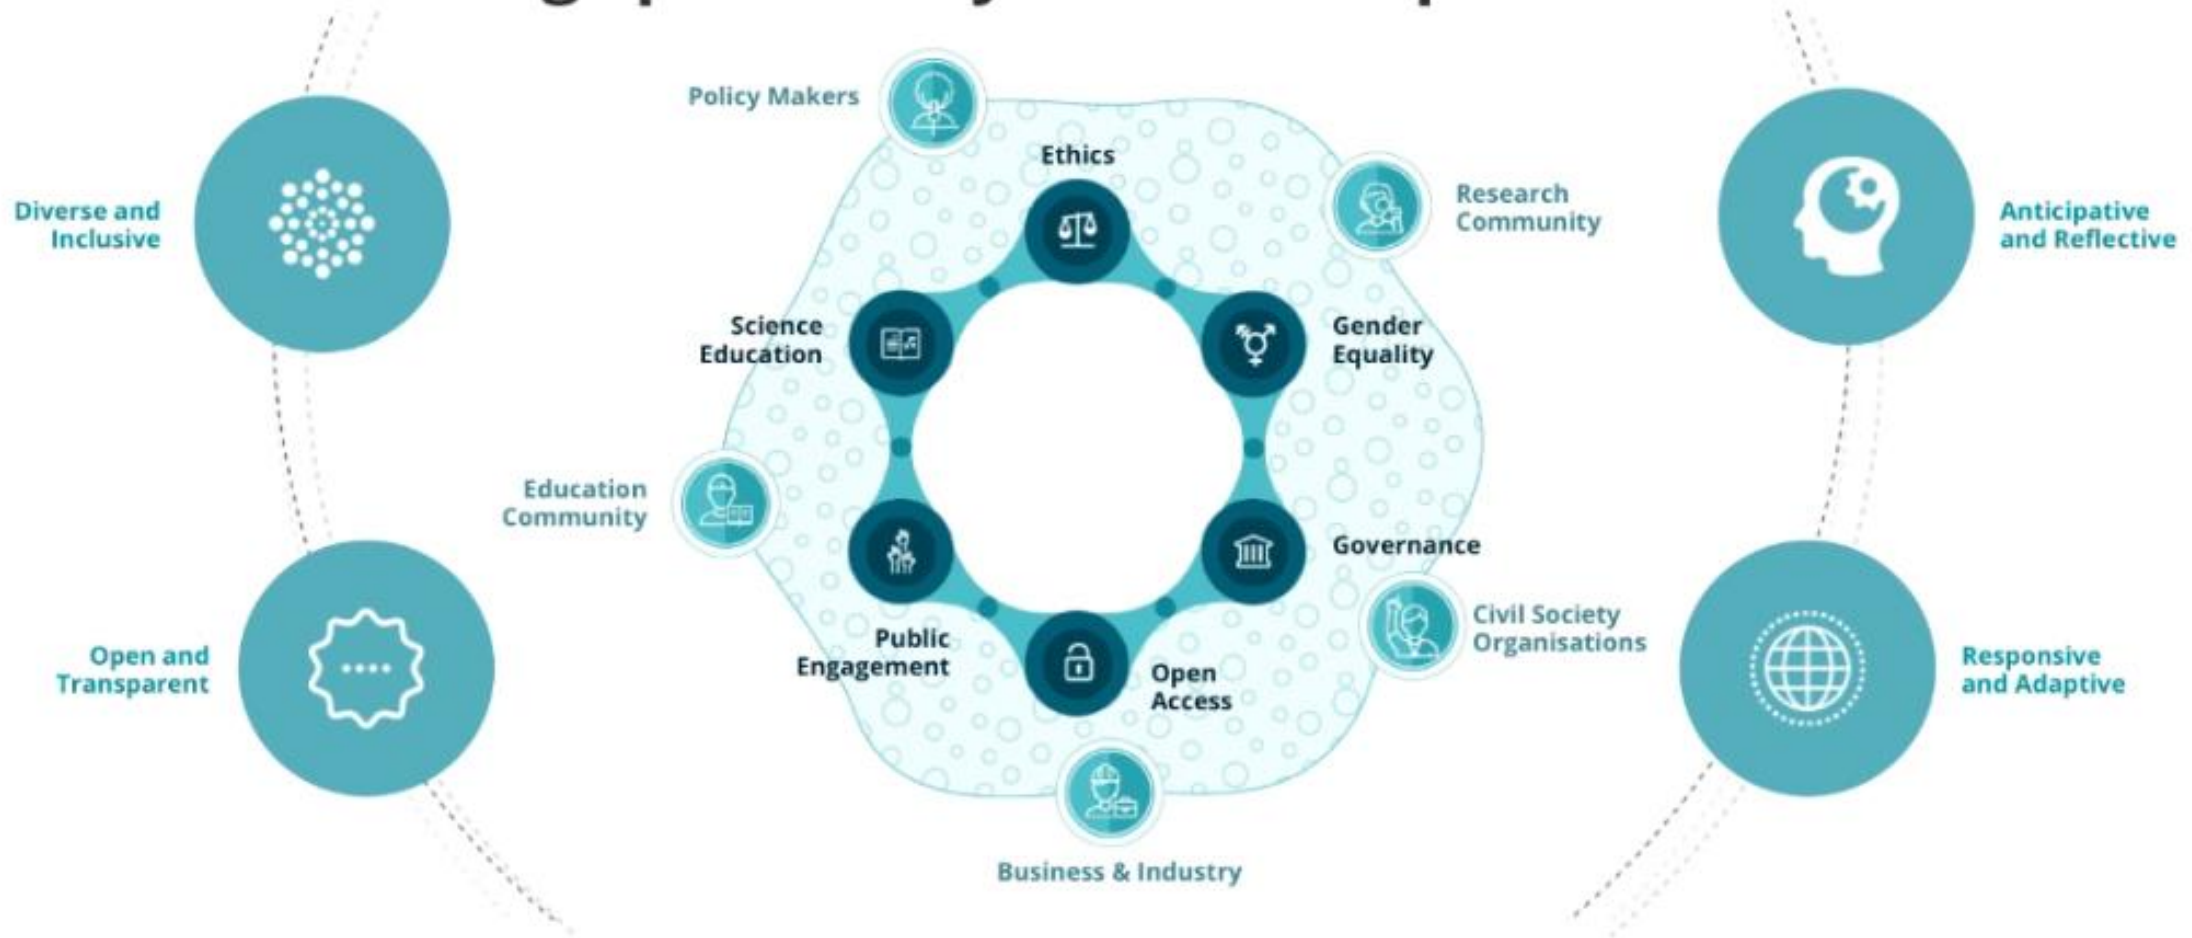 Policy Makers
Ethics
Research
Community
Diverse and
Inclusive
Anticipative
and Reflective
Science
Education
Gender
Equality
Education
Community
Governance
Public
Engagement
Open
Access
Civil Society
Organisations
Open and
Transparent
Responsive
and Adaptive
Business & Industry